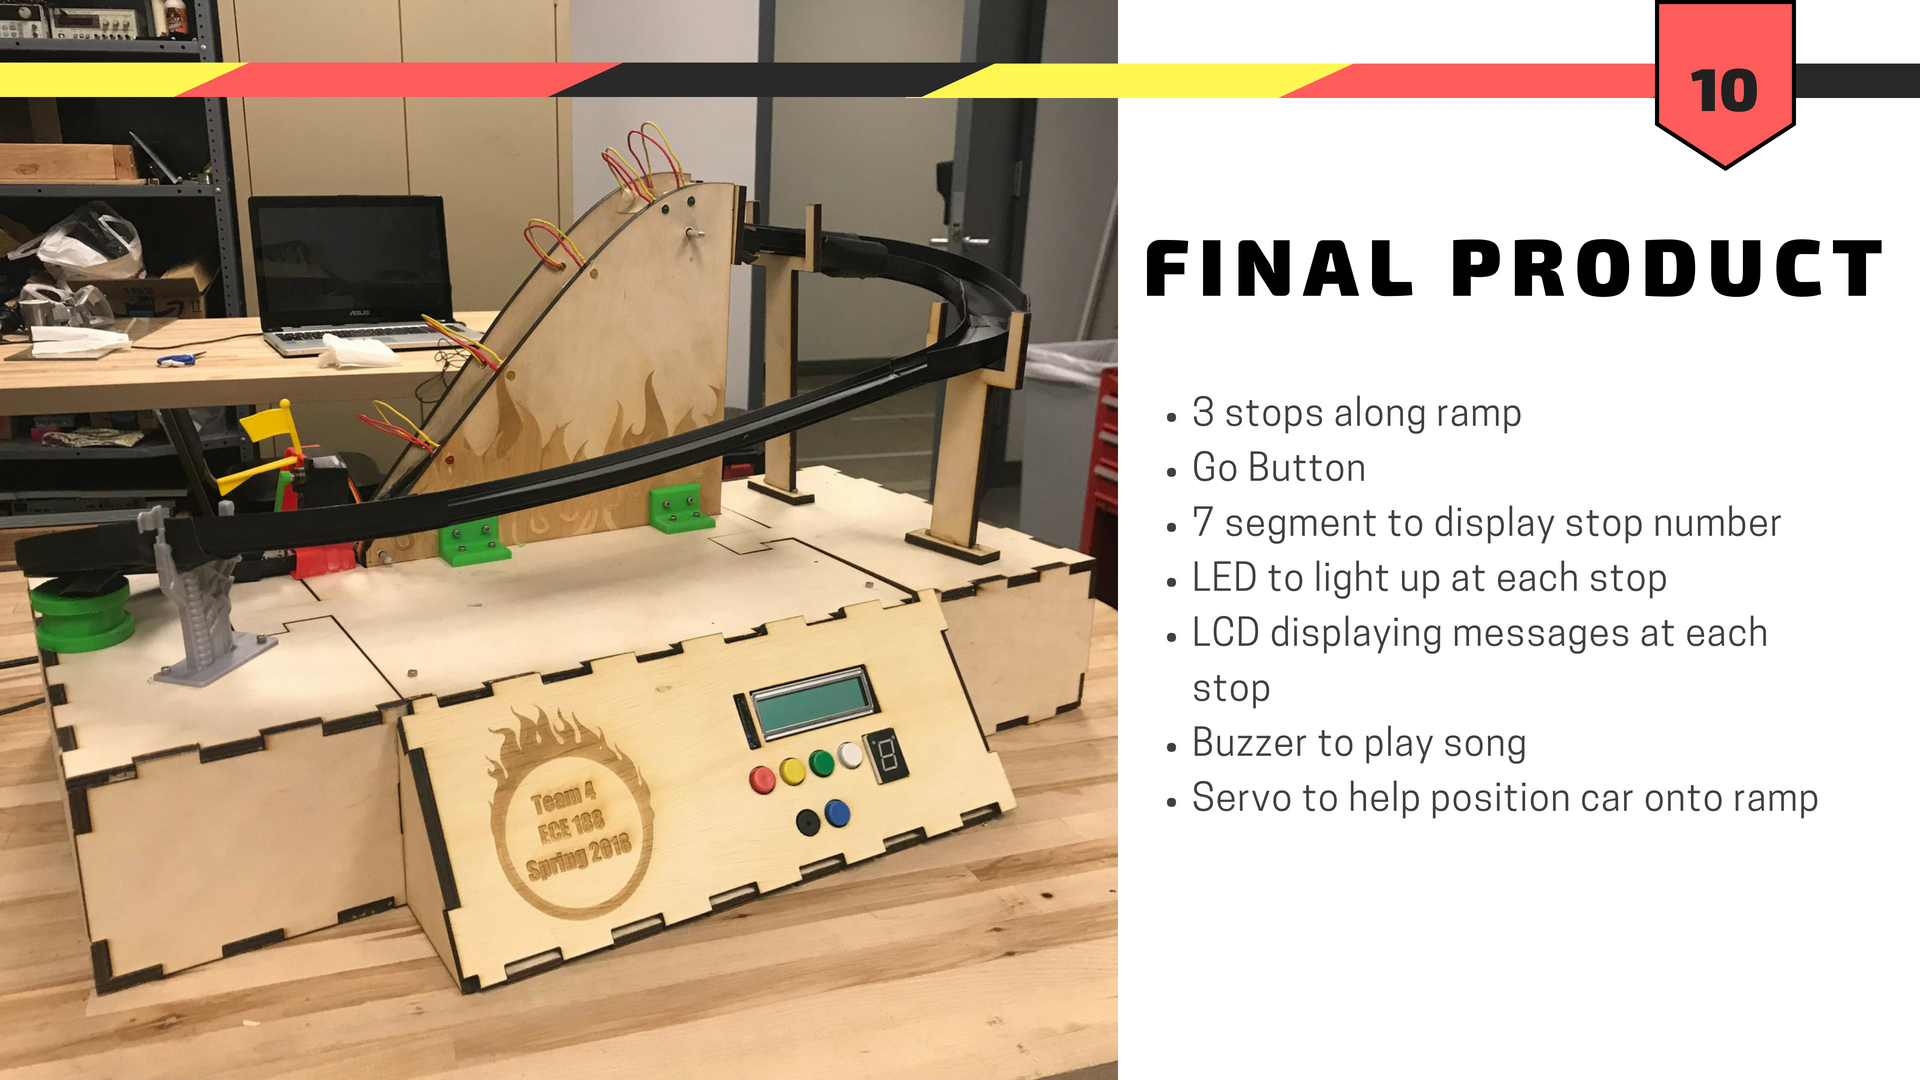 10
FINAL PRODUCT
• 3 stops along ramp
• Go Button
• 7 segment to display stop number
• LED to light up at each stop
• LCD displaying messages at each
stop
• Buzzer to play song
• Servo to help position car onto ramp
ASUS
Team 4
ECE 188
Spring 2018